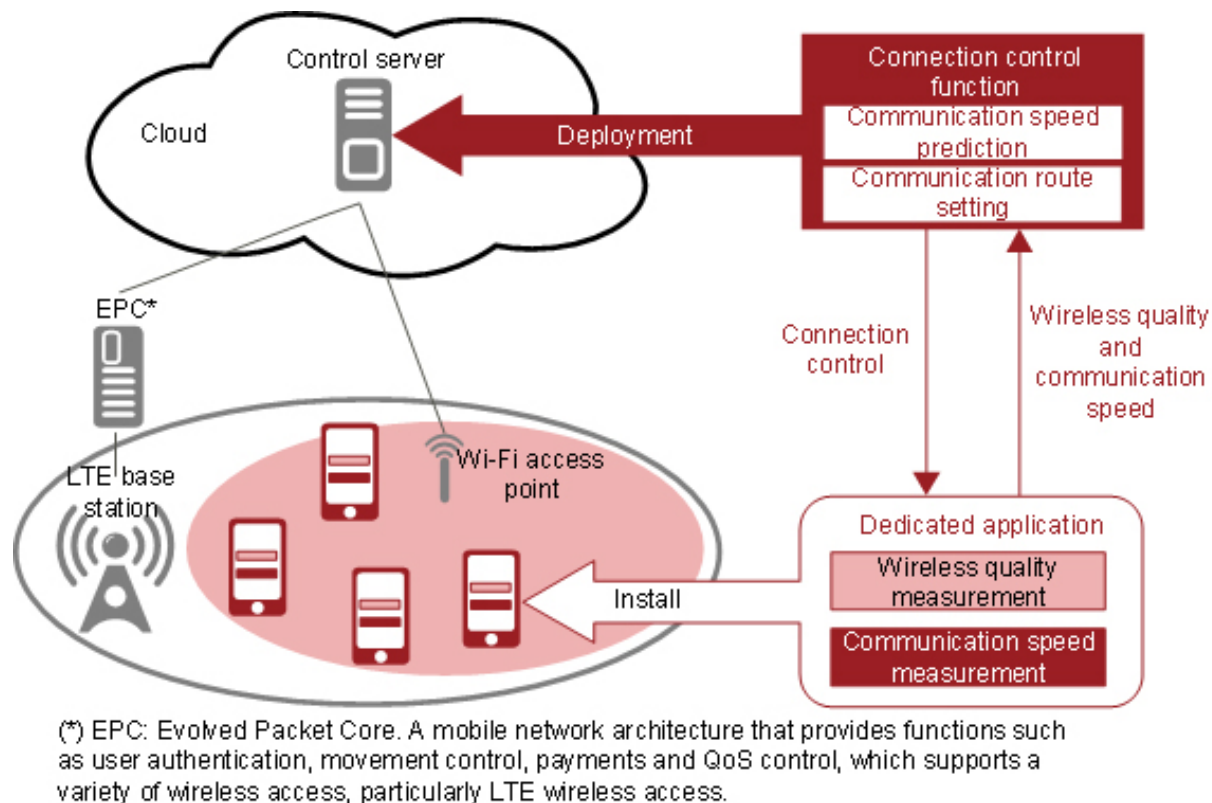 Control server
Cloud
Deployment
Connection control
function
Communication speed
prediction
Communication route
setting
EPC*
Connection
control
Wireless quality
and
communication
speed
LTE base
station
Wi-Fi access
point
Install
Dedicated application
Wireless quality
measurement
Communication speed
measurement
(*) EPC: Evolved Packet Core. A mobile network architecture that provides functions such
as user authentication, movement control, payments and QoS control, which supports a
variety of wireless access, particularly LTE wireless access.